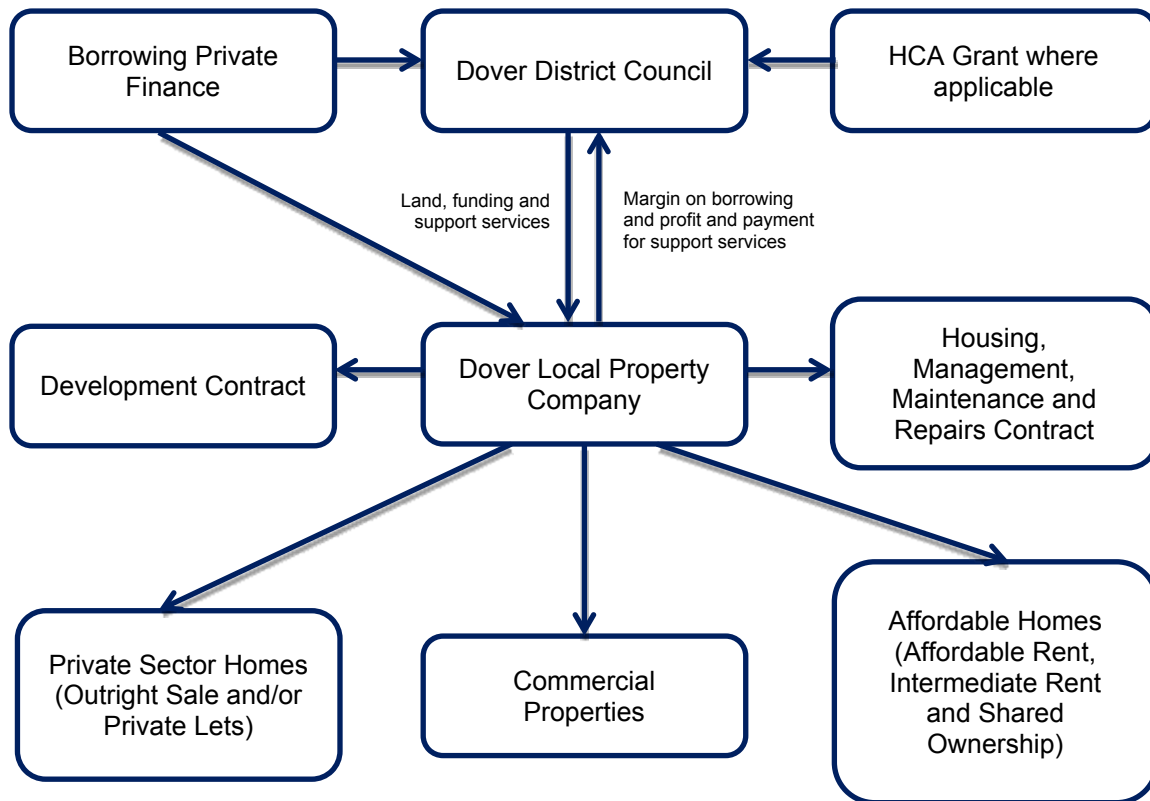 Borrowing Private
Finance
Dover District Council
HCA Grant where
applicable
Land, funding and
support services
Margin on borrowing
and profit and payment
for support services
Development Contract
Dover Local Property
Company
Housing,
Management,
Maintenance and
Repairs Contract
Private Sector Homes
(Outright Sale and/or
Private Lets)
Commercial
Properties
Affordable Homes
(Affordable Rent,
Intermediate Rent
and Shared
Ownership)